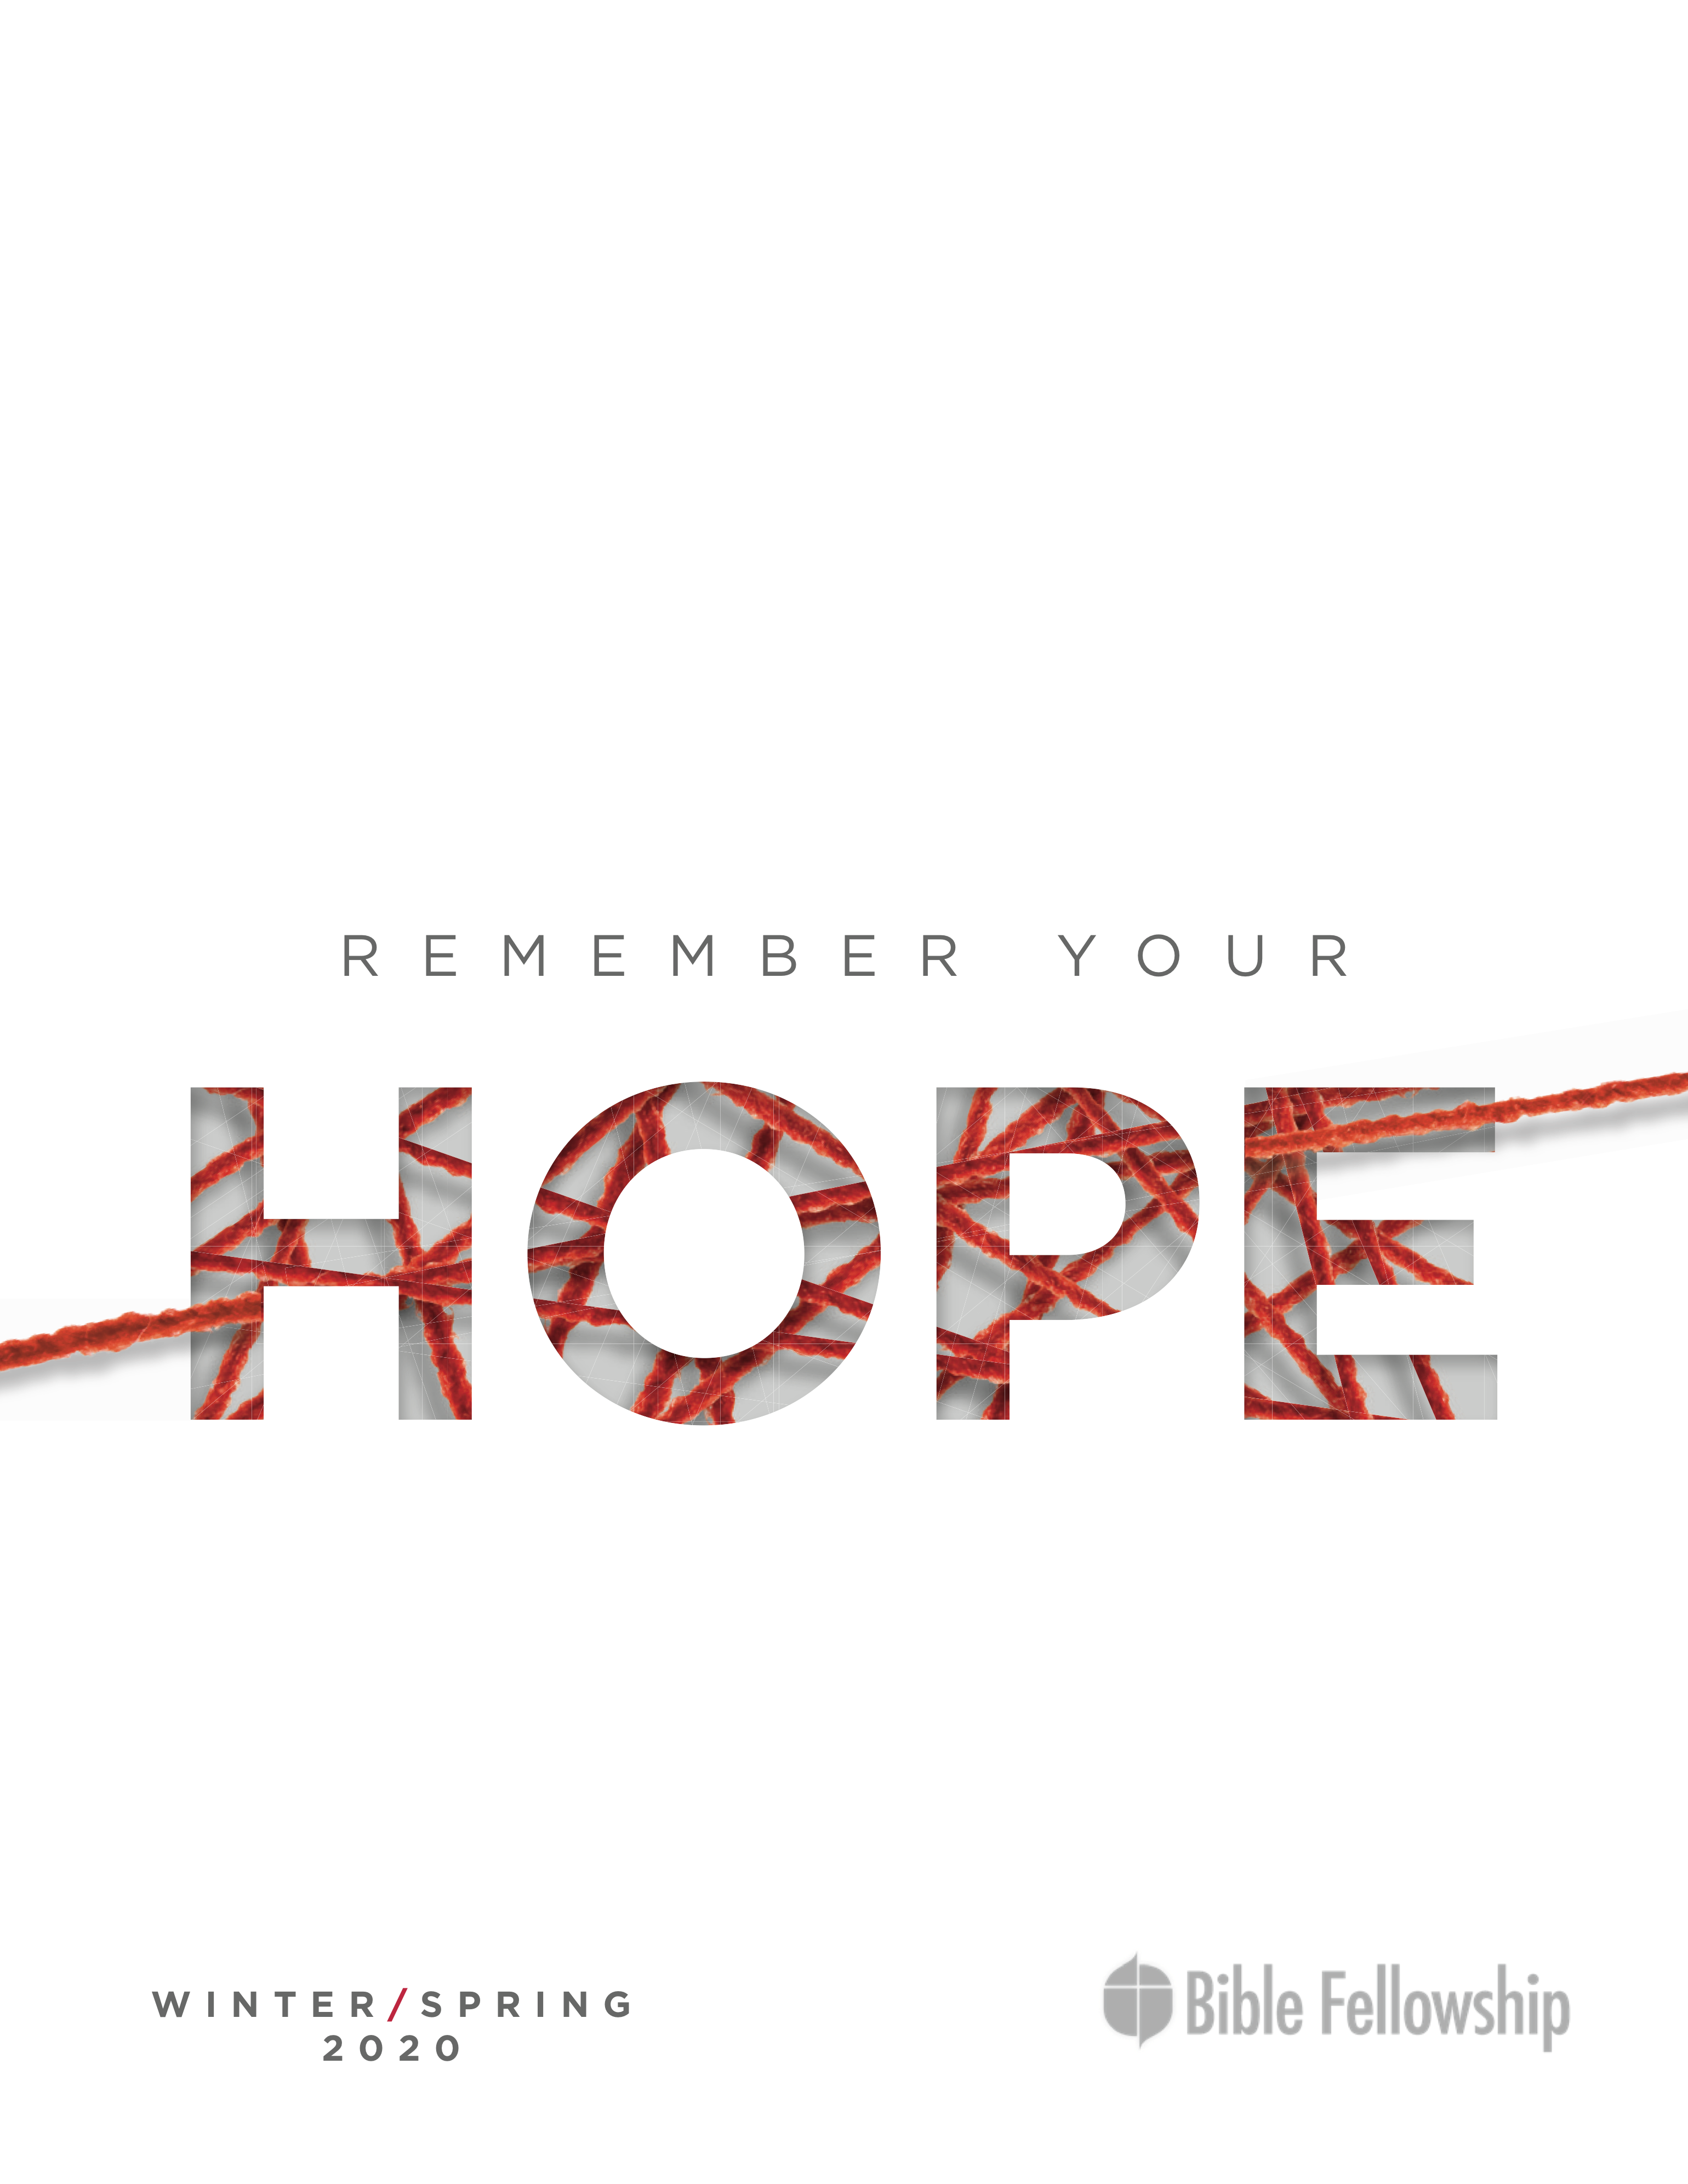 REMEMBER YOUR
HOPE
WINTER/SPRING
2020
Bible Fellowship